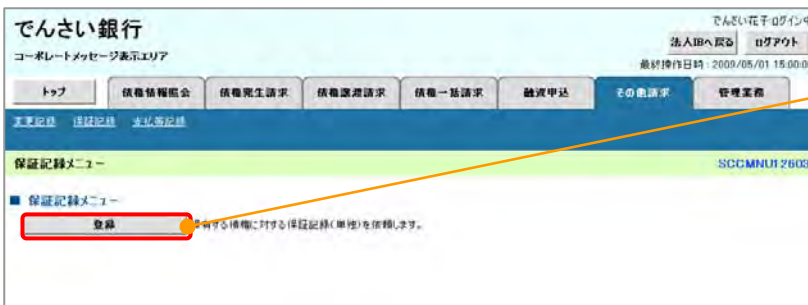 でんさい銀行
でんさい花子:ログイン中
コーポレートメッセージ表示エリア
法人IBへ戻る
ログアウト
最終操作日時:2009/05/01 15:00:0
トップ
債権情報照会
債権発生請求
債権譲渡請求
債権一括請求
融資申込
その他請求
管理業務
変更記録 保証記録 支払等記録
保証記録メニュー
SCCMNU12603
■ 保証記録メニュー
登録
有する債権に対する保証記録(単独)を依頼します。